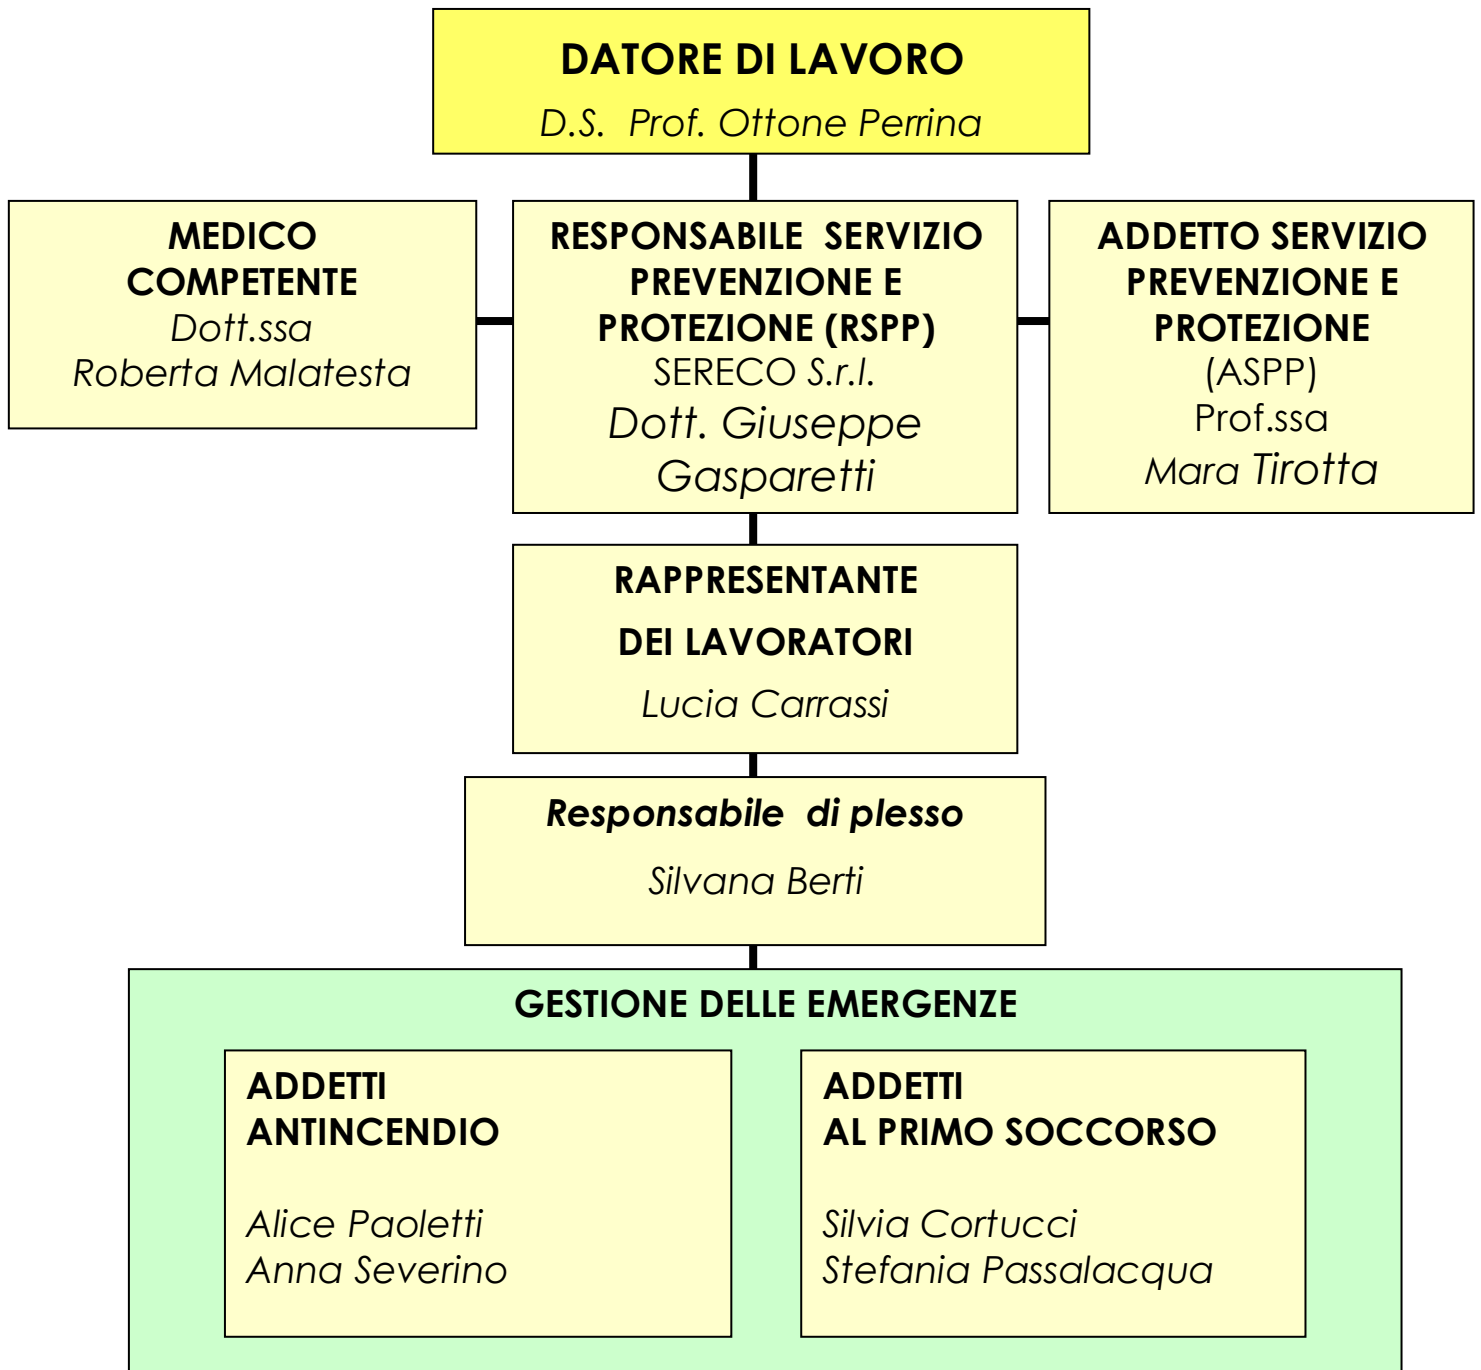 DATORE DI LAVORO
D.S. Prof. Ottone Perrina
MEDICO
COMPETENTE
Dott.ssa
Roberta Malatesta
RESPONSABILE SERVIZIO
PREVENZIONE E
PROTEZIONE (RSPP)
SERECO S.r.l.
Dott. Giuseppe
Gasparetti
ADDETTO SERVIZIO
PREVENZIONE E
PROTEZIONE
(ASPP)
Prof.ssa
Mara Tirotta
RAPPRESENTANTE
DEI LAVORATORI
Lucia Carrassi
Responsabile di plesso
Silvana Berti
GESTIONE DELLE EMERGENZE
ADDETTI
ANTINCENDIO
Alice Paoletti
Anna Severino
ADDETTI
AL PRIMO SOCCORSO
Silvia Cortucci
Stefania Passalacqua